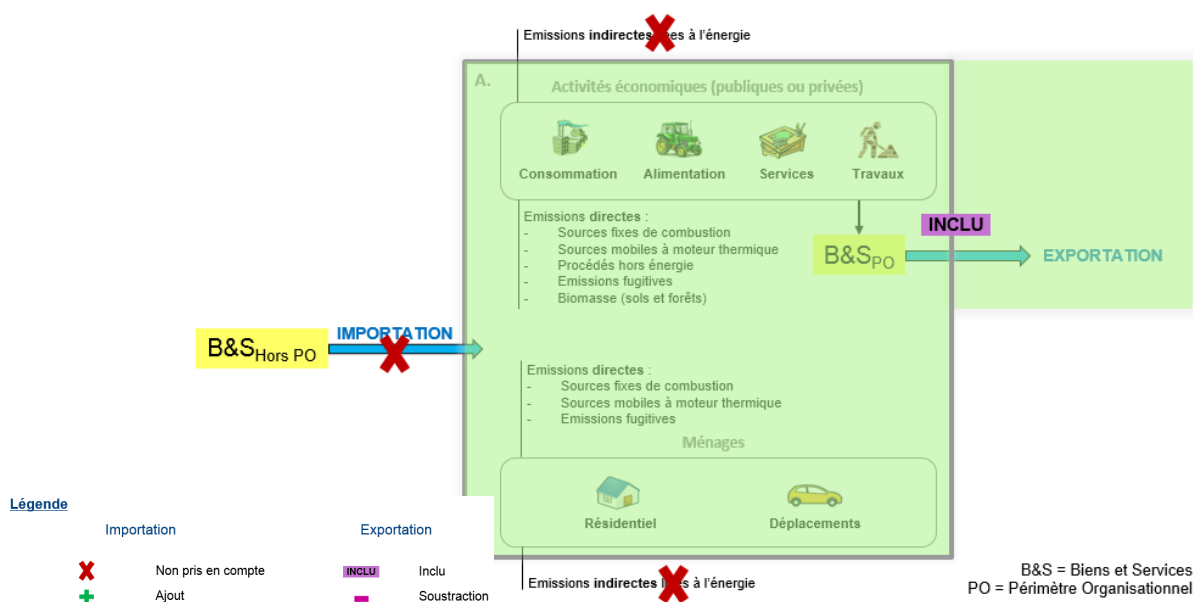 Emissions indirectes liées à l'énergie
A.
Activités économiques (publiques ou privées)
Consommation Alimentation Services Travaux
Emissions directes :
- Sources fixes de combustion
- Sources mobiles à moteur thermique
- Procédés hors énergie
- Emissions fugitives
- Biomasse (sols et forêts)
INCLU
B&SPO
EXPORTATION
IMPORTATION
B&SHors PO
Emissions directes :
- Sources fixes de combustion
- Sources mobiles à moteur thermique
- Emissions fugitives
Ménages
Résidentiel Déplacements
Emissions indirectes liées à l'énergie
Légende
Importation Exportation
Non pris en compte INCLU Inclu
Ajout Soustraction
B&S = Biens et Services
PO = Périmètre Organisationnel